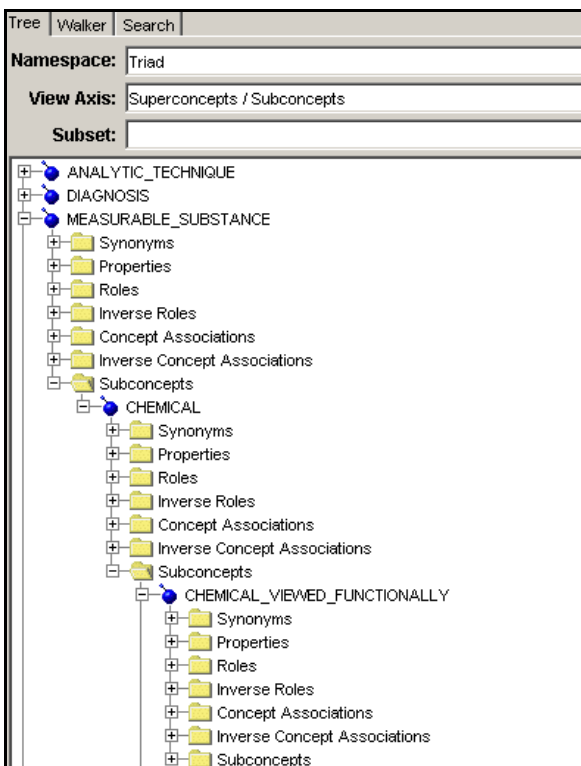 Tree Walker Search
Namespace: Triad
View Axis: Superconcepts / Subconcepts
Subset:
ANALYTIC_TECHNIQUE
DIAGNOSIS
MEASURABLE_SUBSTANCE
Synonyms
Properties
Roles
Inverse Roles
Concept Associations
Inverse Concept Associations
Subconcepts
CHEMICAL
Synonyms
Properties
Roles
Inverse Roles
Concept Associations
Inverse Concept Associations
Subconcepts
CHEMICAL_VIEWED_FUNCTIONALLY
Synonyms
Properties
Roles
Inverse Roles
Concept Associations
Inverse Concept Associations
Subconcepts